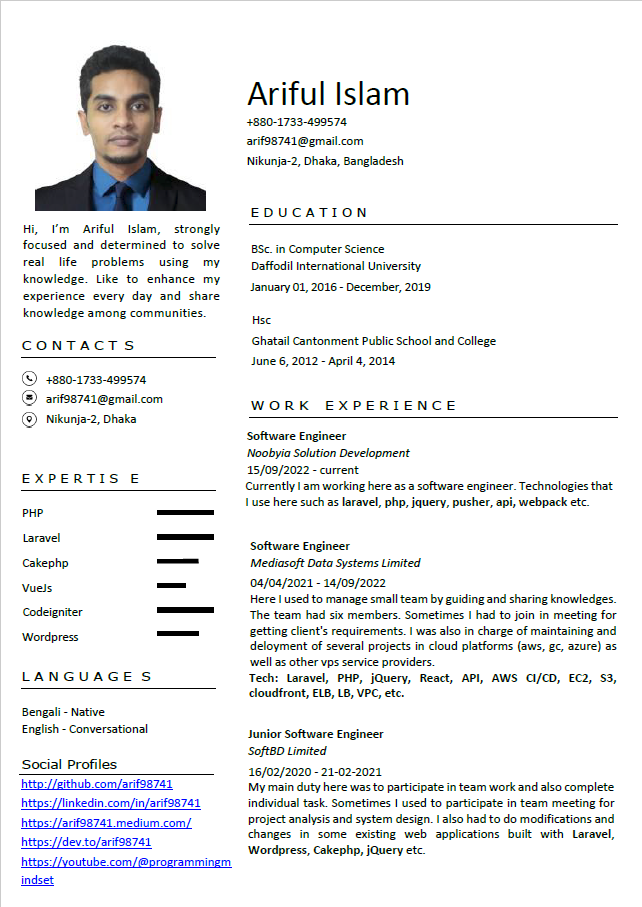 Ariful Islam
+880-1733-499574
arif98741@gmail.com
Nikunja-2, Dhaka, Bangladesh
Hi, I'm Ariful Islam, strongly
focused and determined to solve
real life problems using my
knowledge. Like to enhance my
experience every day and share
knowledge among communities.
CONTACTS
+880-1733-499574
arif98741@gmail.com
Nikunja-2, Dhaka
EXPERTIS E
PHP
Laravel
Cakephp
VueJs
Codeigniter
Wordpress
LANGUAGES
Bengali - Native
English - Conversational
Social Profiles
http://github.com/arif98741
https://linkedin.com/in/arif98741
https://arif98741.medium.com/
https://dev.to/arif98741
https://youtube.com/@programmingm
indset
EDUCATION
BSc. in Computer Science
Daffodil International University
January 01, 2016 - December, 2019
Hsc
Ghatail Cantonment Public School and College
June 6, 2012 - April 4, 2014
WORK EXPERIENCE
Software Engineer
Noobyia Solution Development
15/09/2022 - current
Currently I am working here as a software engineer. Technologies that
I use here such as laravel, php, jquery, pusher, api, webpack etc.
Software Engineer
Mediasoft Data Systems Limited
04/04/2021 - 14/09/2022
Here I used to manage small team by guiding and sharing knowledges.
The team had six members. Sometimes I had to join in meeting for
getting client's requirements. I was also in charge of maintaining and
deloyment of several projects in cloud platforms (aws, gc, azure) as
well as other vps service providers.
Tech: Laravel, PHP, jQuery, React, API, AWS CI/CD, EC2, S3,
cloudfront, ELB, LB, VPC, etc.
Junior Software Engineer
SoftBD Limited
16/02/2020 - 21-02-2021
My main duty here was to participate in team work and also complete
individual task. Sometimes I used to participate in team meeting for
project analysis and system design. I also had to do modifications and
changes in some existing web applications built with Laravel,
Wordpress, Cakephp, jQuery etc.